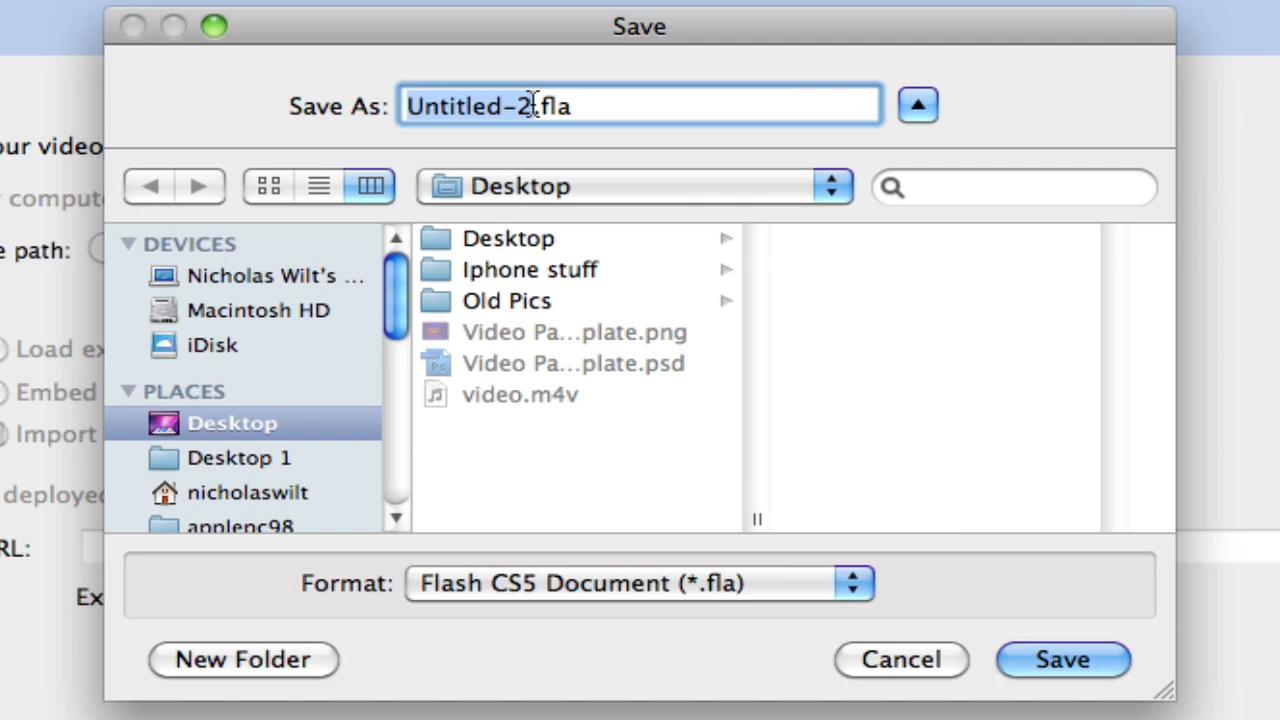 Save
Save As: Untitled-2.fla
our video
compute
e path:
Load ex
Embed
Import
deployed
RL:
Ex
Desktop
DEVICES
Nicholas Wilt's ...
Macintosh HD
iDisk
PLACES
Desktop
Desktop 1
nicholaswilt
applepc98
Desktop
Iphone stuff
Old Pics
Video Pa...plate.png
Video Pa...plate.psd
video.m4v
Format: Flash CS5 Document (*.fla)
New Folder
Cancel
Save